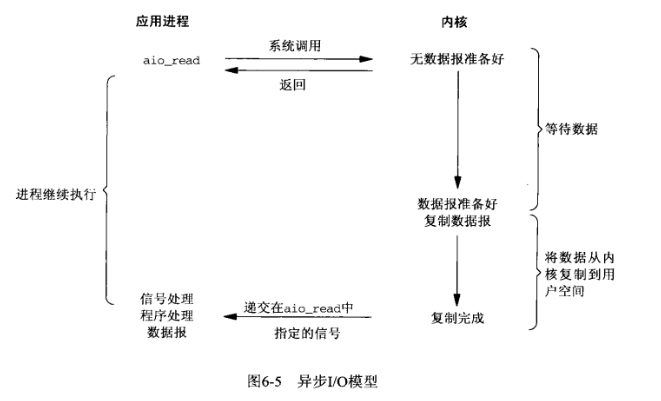 应用进程
内核
aio_read
系统调用
返回
无数据报准备好
等待数据
进程继续执行
数据报准备好
复制数据报
将数据从内
核复制到用
户空间
信号处理
程序处理
数据报
递交在aio_read中
指定的信号
复制完成
图6-5 异步I/O模型